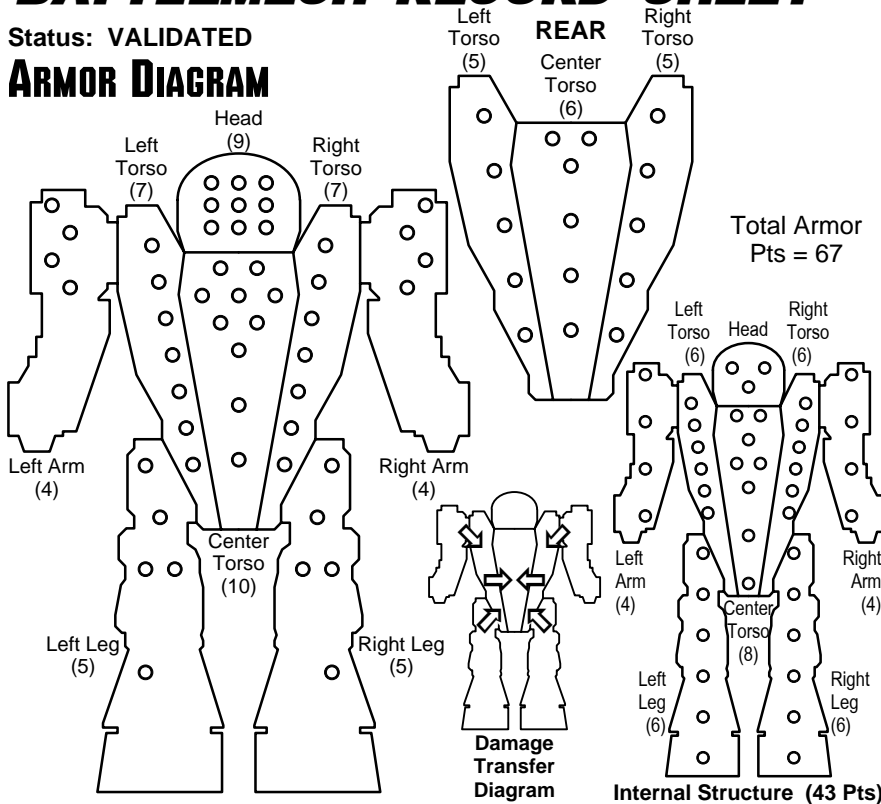 BATTLEMECH RECORD SHEET
Status: VALIDATED
ARMOR DIAGRAM
Head
(9)
Left
Torso
(7)
Right
Torso
(7)
Left Arm
(4)
Right Arm
(4)
Center
Torso
(10)
Left Leg
(5)
Right Leg
(5)
REAR
Left
Torso
(5)
Center
Torso
(6)
Right
Torso
(5)
Total Armor
Pts = 67
Left
Torso
(6)
Head
Right
Torso
(6)
Left
Arm
(4)
Right
Arm
(4)
Center
Torso
(8)
Left
Leg
(6)
Right
Leg
(6)
Damage
Transfer
Diagram
Internal Structure (43 Pts)